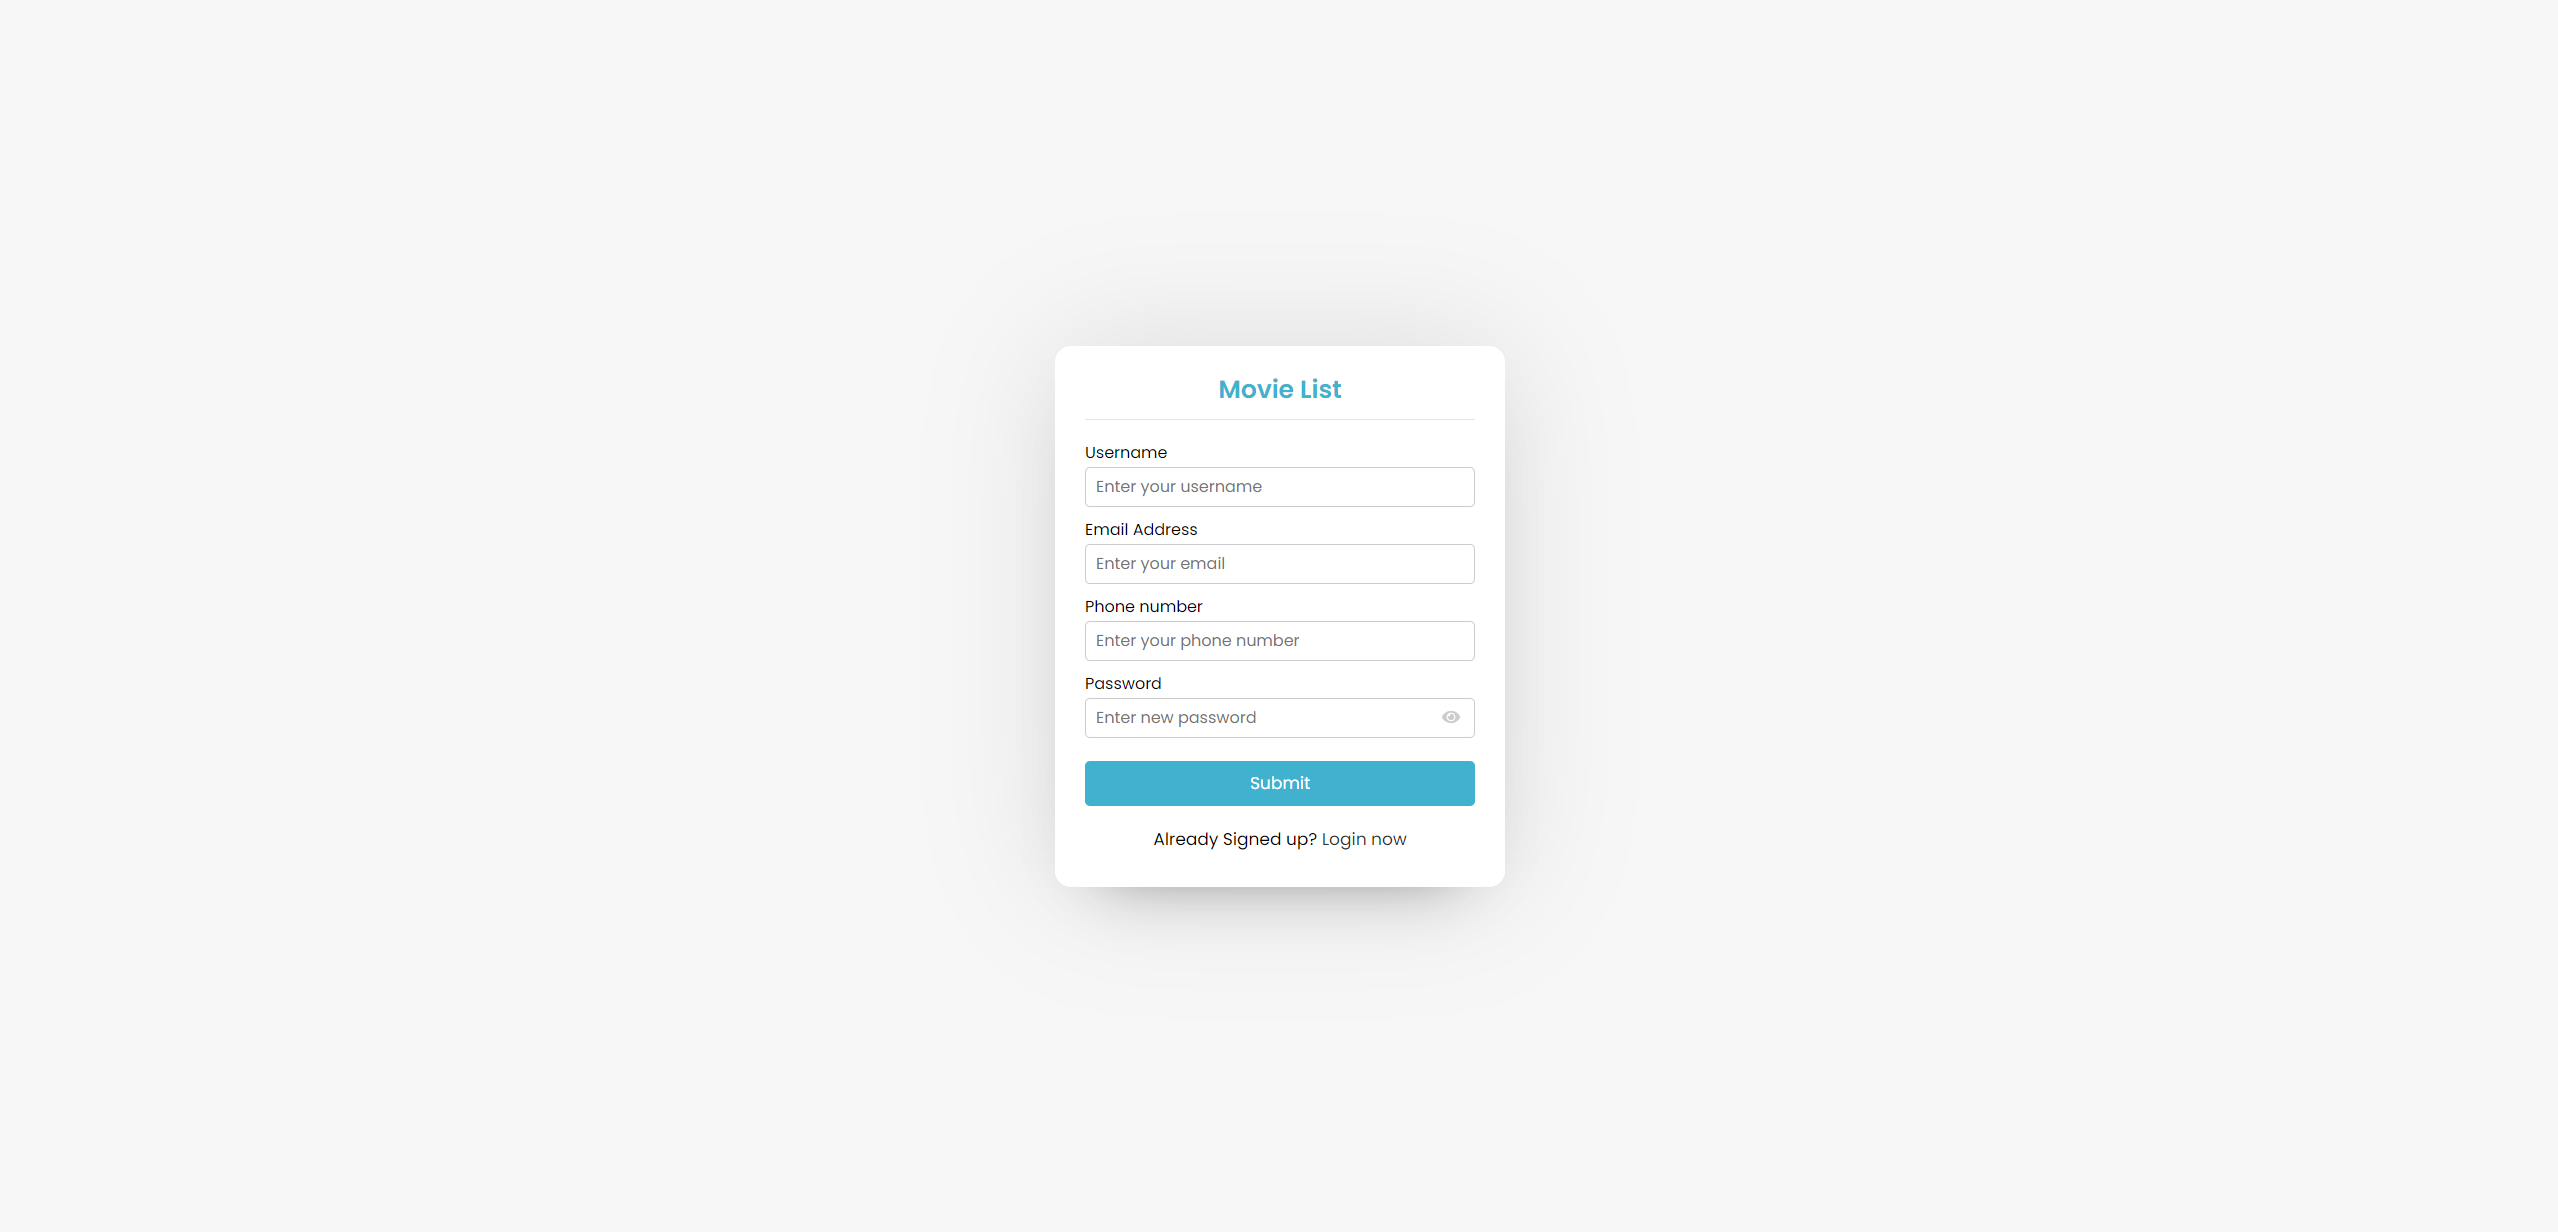 Movie List
Username
Enter your username
Email Address
Enter your email
Phone number
Enter your phone number
Password
Enter new password
Submit
Already Signed up? Login now